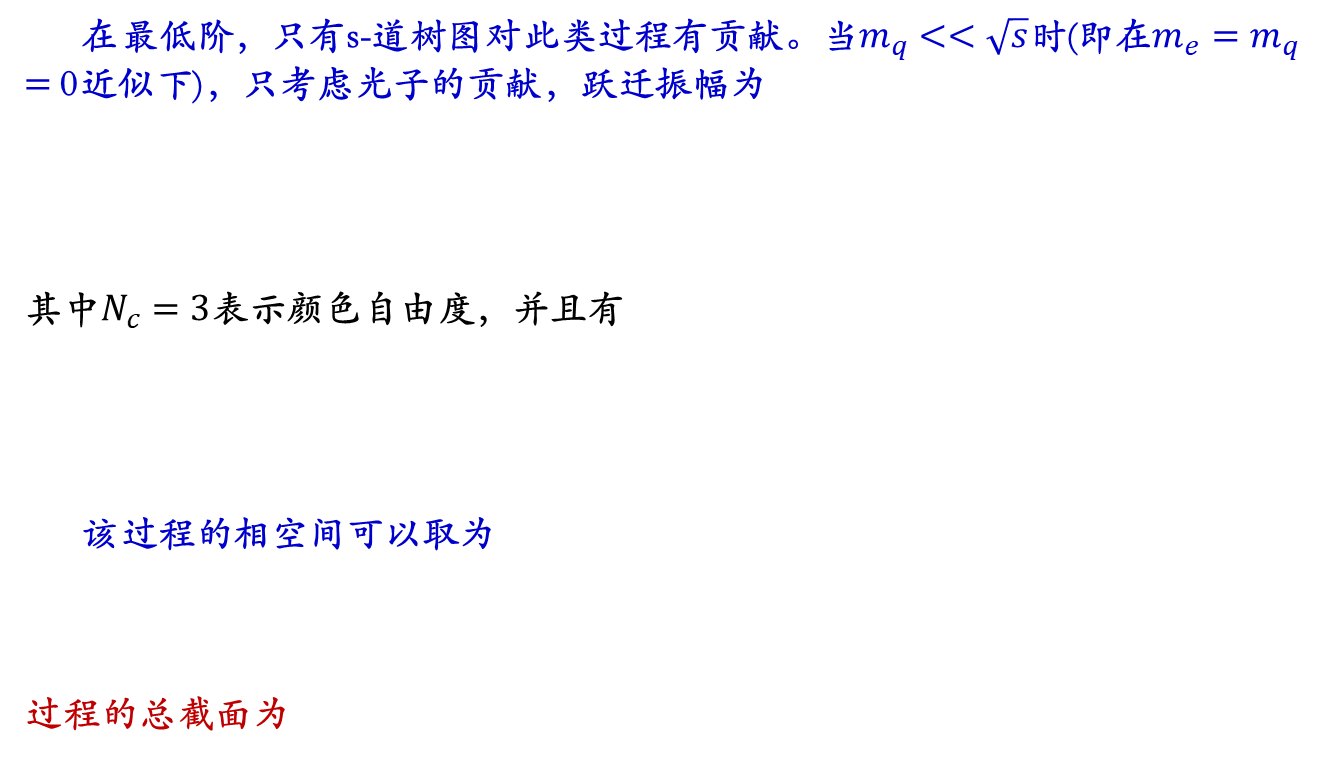 在最低阶，只有s-道树图对此类过程有贡献。当$m_q << \sqrt{s}$时(即在$m_e = m_q$
$= 0$近似下)，只考虑光子的贡献，跃迁振幅为
其中$N_c = 3$表示颜色自由度，并且有
该过程的相空间可以取为
过程的总截面为